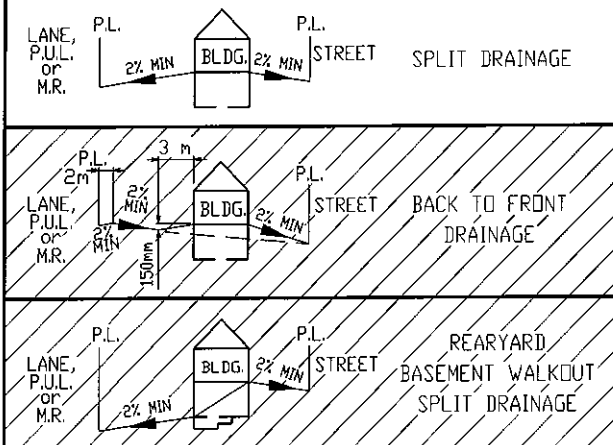 P.L.
P.L.
LANE,
P.U.L.
or
M.R.
2% MIN
BLDG.
2% MIN
STREET
SPLIT DRAINAGE
P.L.
2m
3 m
P.L.
LANE,
P.U.L.
or
M.R.
2% MIN
2% MIN
150mm
BLDG.
2% MIN
STREET
BACK TO FRONT
DRAINAGE
P.L.
P.L.
LANE,
P.U.L.
or
M.R.
2% MIN
BLDG.
2% MIN
STREET
REARYARD
BASEMENT WALKOUT
SPLIT DRAINAGE